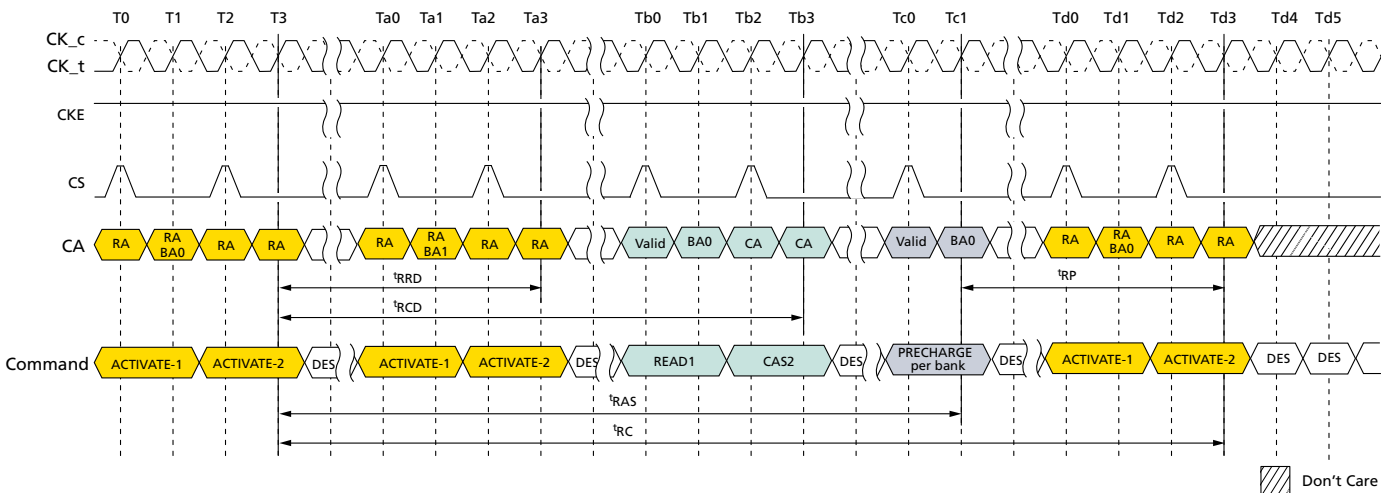 T0 T1 T2 T3 Ta0 Ta1 Ta2 Ta3 Tb0 Tb1 Tb2 Tb3 Tc0 Tc1 Td0 Td1 Td2 Td3 Td4 Td5
CK_c
CK_t
CKE
CS
CA RA RA BA0 RA RA RA RA BA1 RA RA Valid BA0 CA CA Valid BA0 RA RA BA0 RA RA
tRRD tRP
tRCD
Command ACTIVATE-1 ACTIVATE-2 DES ACTIVATE-1 ACTIVATE-2 DES READ1 CAS2 DES PRECHARGE per bank DES ACTIVATE-1 ACTIVATE-2 DES DES
tRAS
tRC
Don't Care